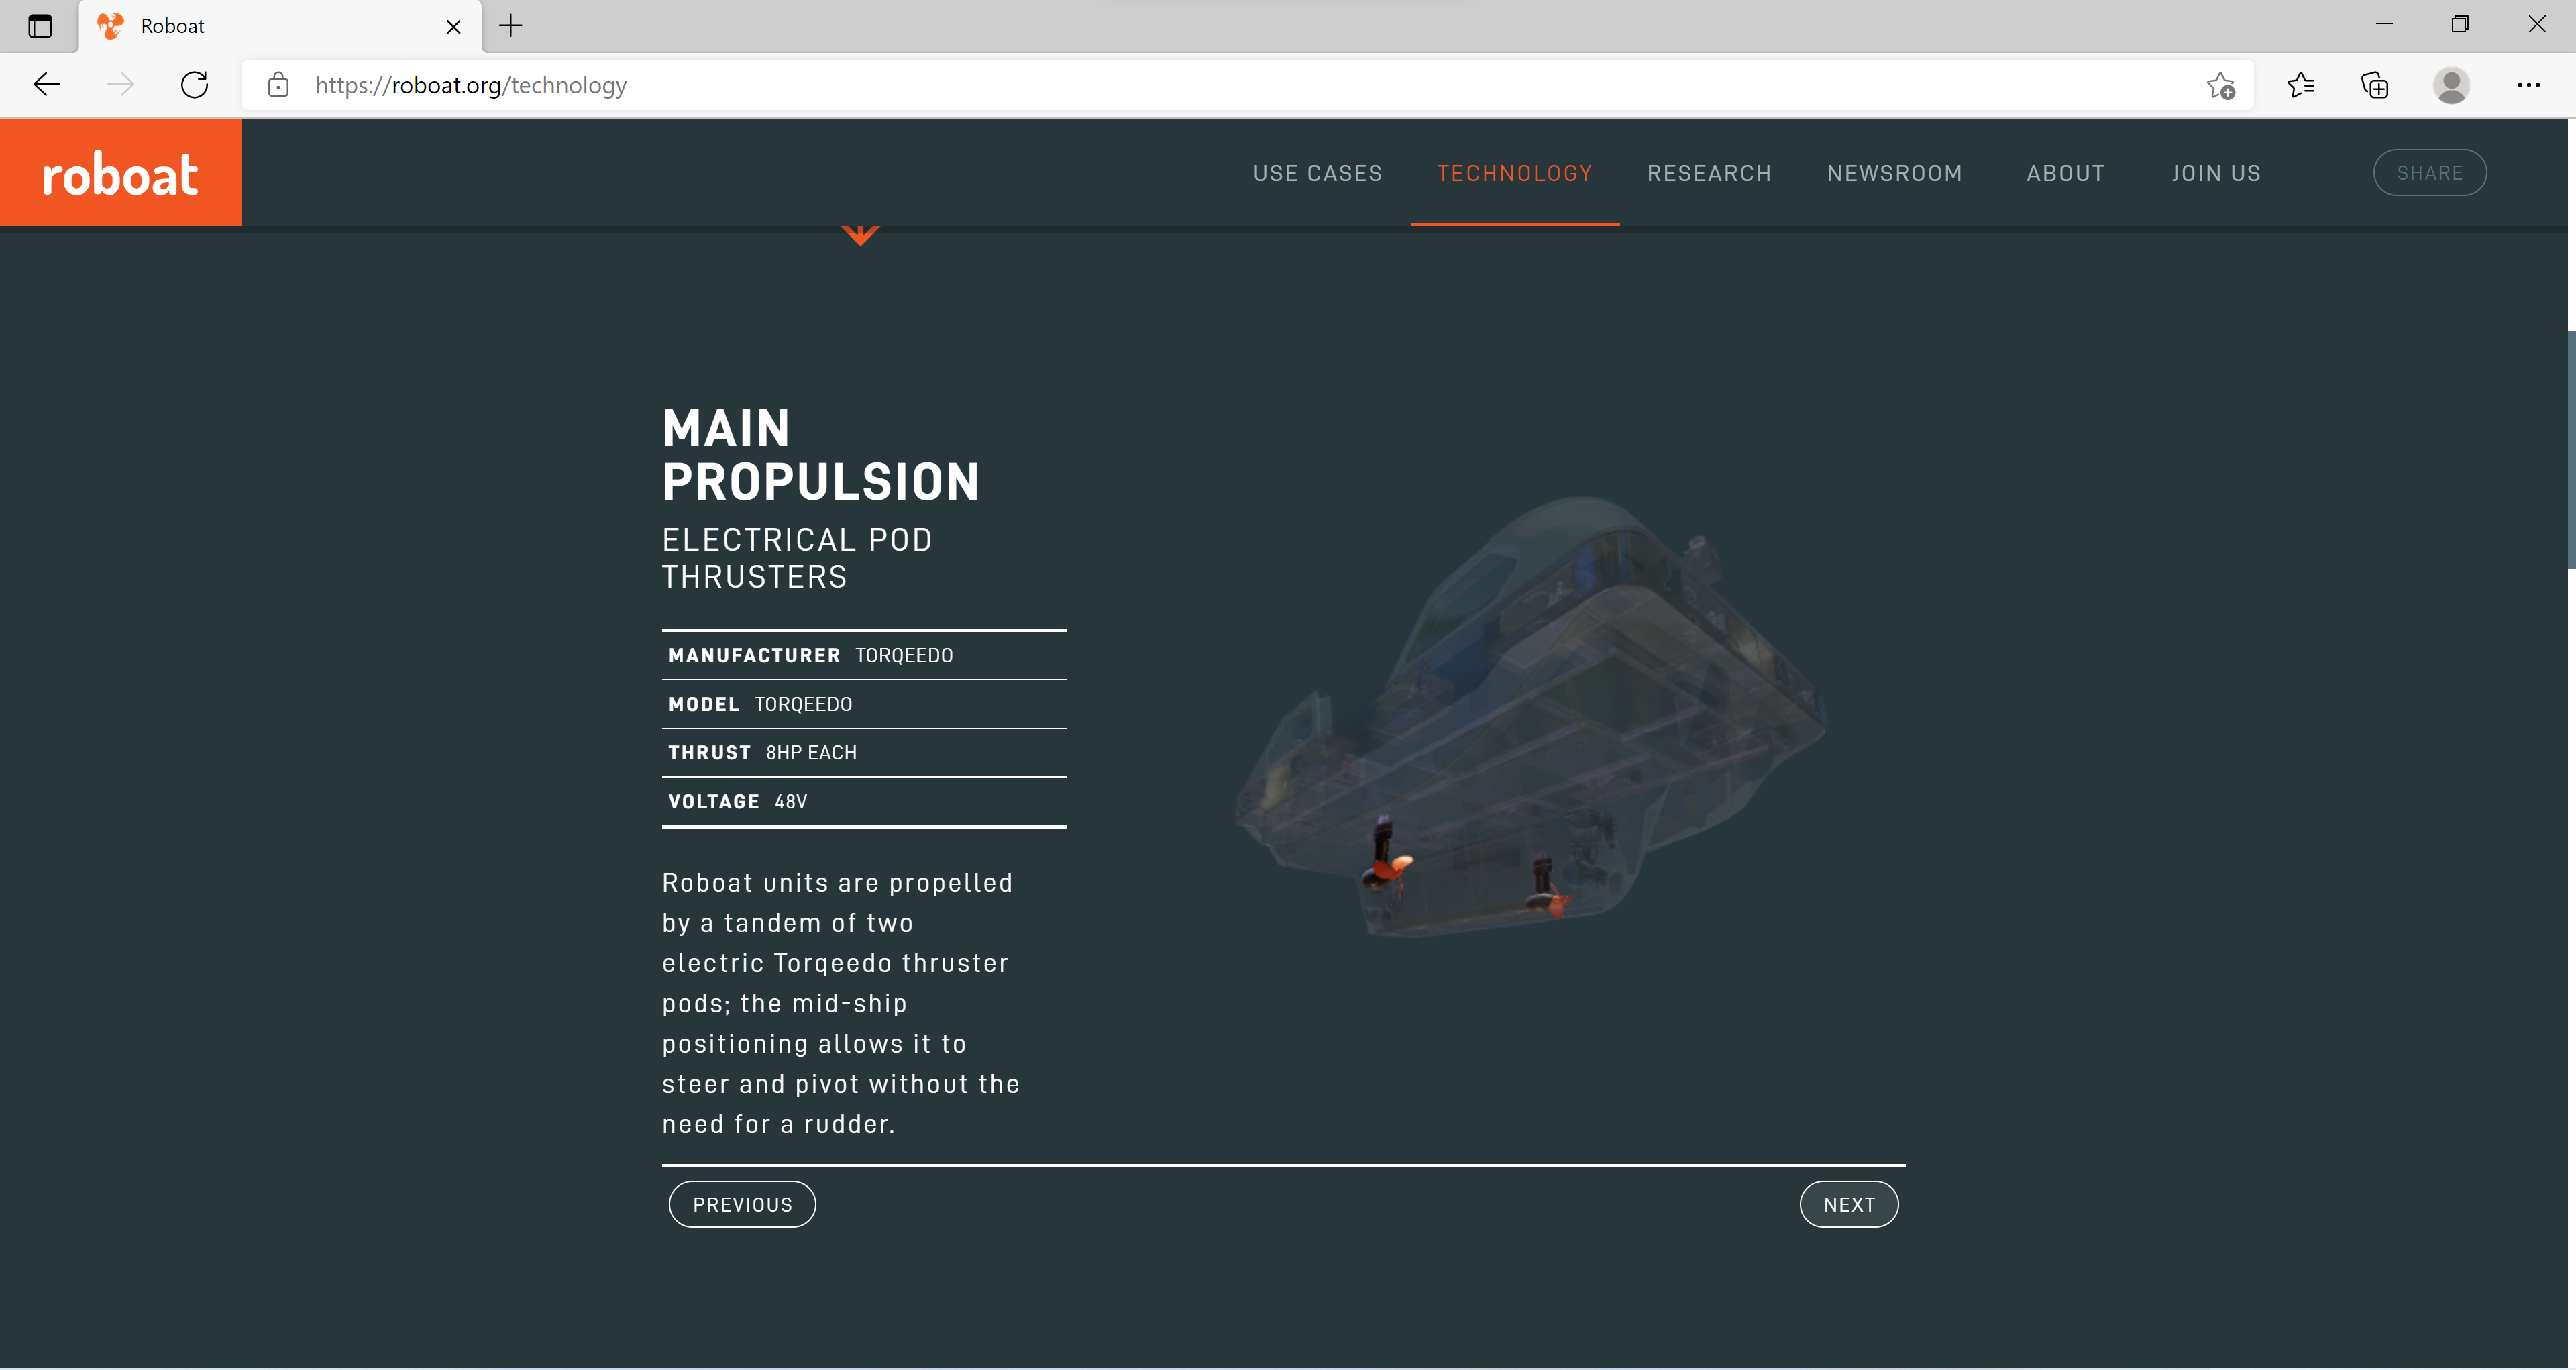 Roboat
https://roboat.org/technology
roboat
USE CASES TECHNOLOGY RESEARCH NEWSROOM ABOUT JOIN US SHARE
MAIN
PROPULSION
ELECTRICAL POD
THRUSTERS
MANUFACTURER TORQEEDO
MODEL TORQEEDO
THRUST 8HP EACH
VOLTAGE 48V
Roboat units are propelled
by a tandem of two
electric Torqeedo thruster
pods; the mid-ship
positioning allows it to
steer and pivot without the
need for a rudder.
PREVIOUS NEXT